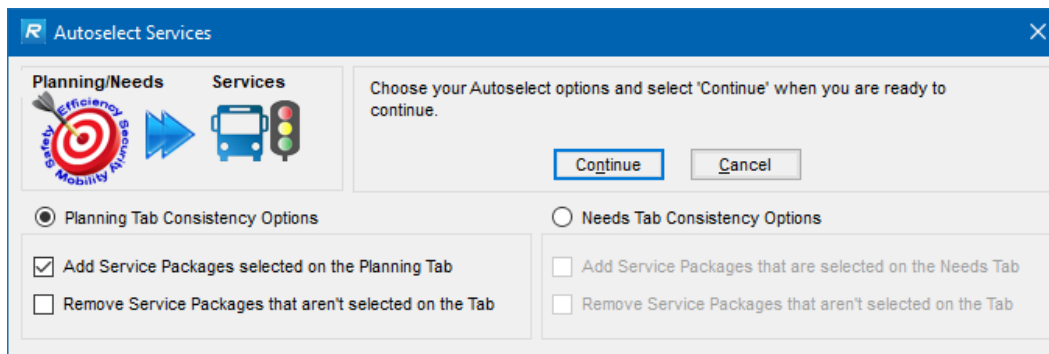 R Autoselect Services
Planning/Needs Services
Efficiency
Security
Mobility
Safety
Choose your Autoselect options and select 'Continue' when you are ready to
continue.
Continue Cancel
Planning Tab Consistency Options Needs Tab Consistency Options
Add Service Packages selected on the Planning Tab Add Service Packages that are selected on the Needs Tab
Remove Service Packages that aren't selected on the Tab Remove Service Packages that aren't selected on the Tab